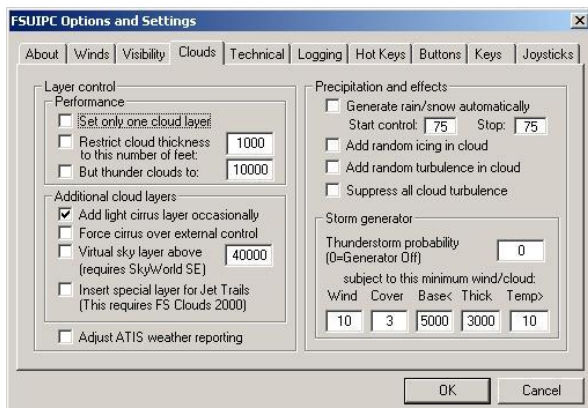 FSUIPC Options and Settings
About Winds Visibility Clouds Technical Logging Hot Keys Buttons Keys Joysticks
Layer control
Performance
Set only one cloud layer
Restrict cloud thickness
to this number of feet:
1000
But thunder clouds to:
10000
Additional cloud layers
Add light cirrus layer occasionally
Force cirrus over external control
Virtual sky layer above
(requires SkyWorld SE)
40000
Insert special layer for Jet Trails
(This requires FS Clouds 2000)
Adjust ATIS weather reporting
Precipitation and effects
Generate rain/snow automatically
Start control: 75 Stop: 75
Add random icing in cloud
Add random turbulence in cloud
Suppress all cloud turbulence
Storm generator
Thunderstorm probability
(0=Generator Off)
0
subject to this minimum wind/cloud:
Wind Cover Base< Thick Temp>
10 3 5000 3000 10
OK Cancel